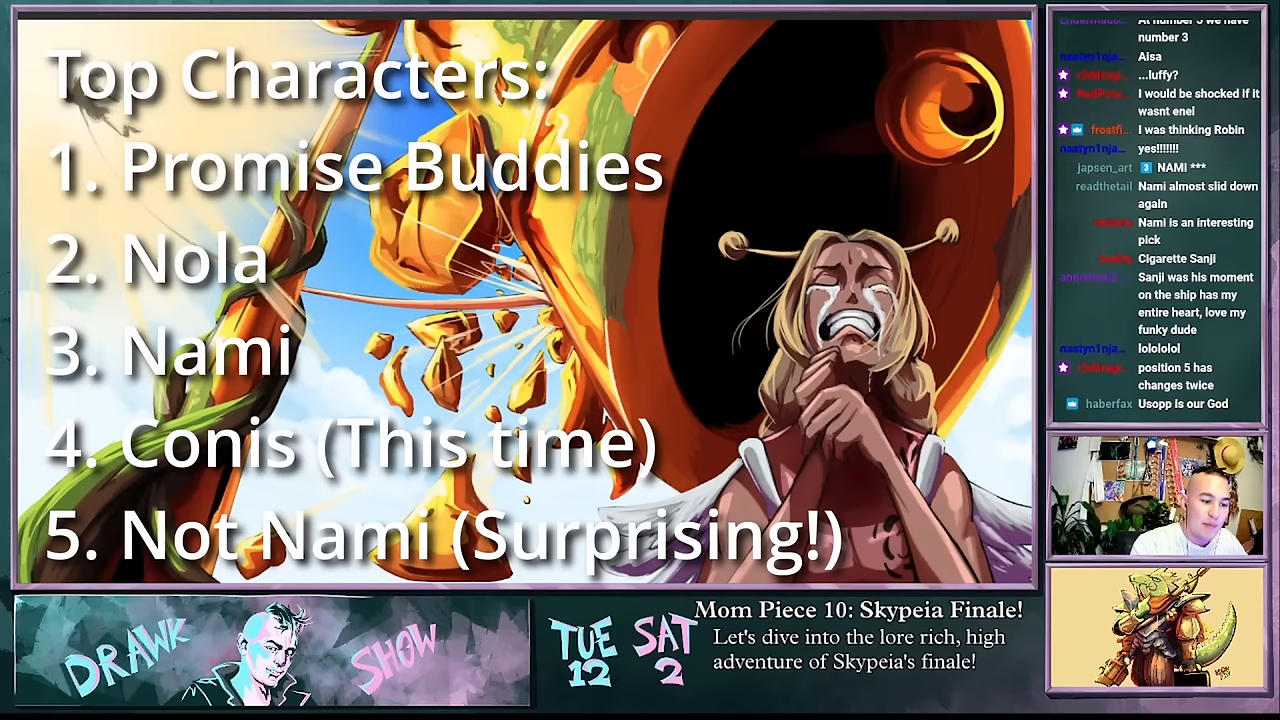 Top Characters:
1. Promise Buddies
2. Nola
3. Nami
4. Conis (This time)
5. Not Nami (Surprising!)
At number 3 we have
number 3
nastyn1nja... Aisa
...luffy?
I would be shocked if it
wasnt enel
frostfi... I was thinking Robin
nastyn1nja... yes!!!!!!!
japsen_art 3 NAMI ***
readthetail Nami almost slid down
again
Nami is an interesting
pick
Cigarette Sanji
Sanji was his moment
on the ship has my
entire heart, love my
funky dude
nastyn1nja... lolololol
position 5 has
changes twice
haberfax Usopp is our God
DRAWK
SHOW
TUE
12
SAT
2
Mom Piece 10: Skypeia Finale!
Let's dive into the lore rich, high
adventure of Skypeia's finale!